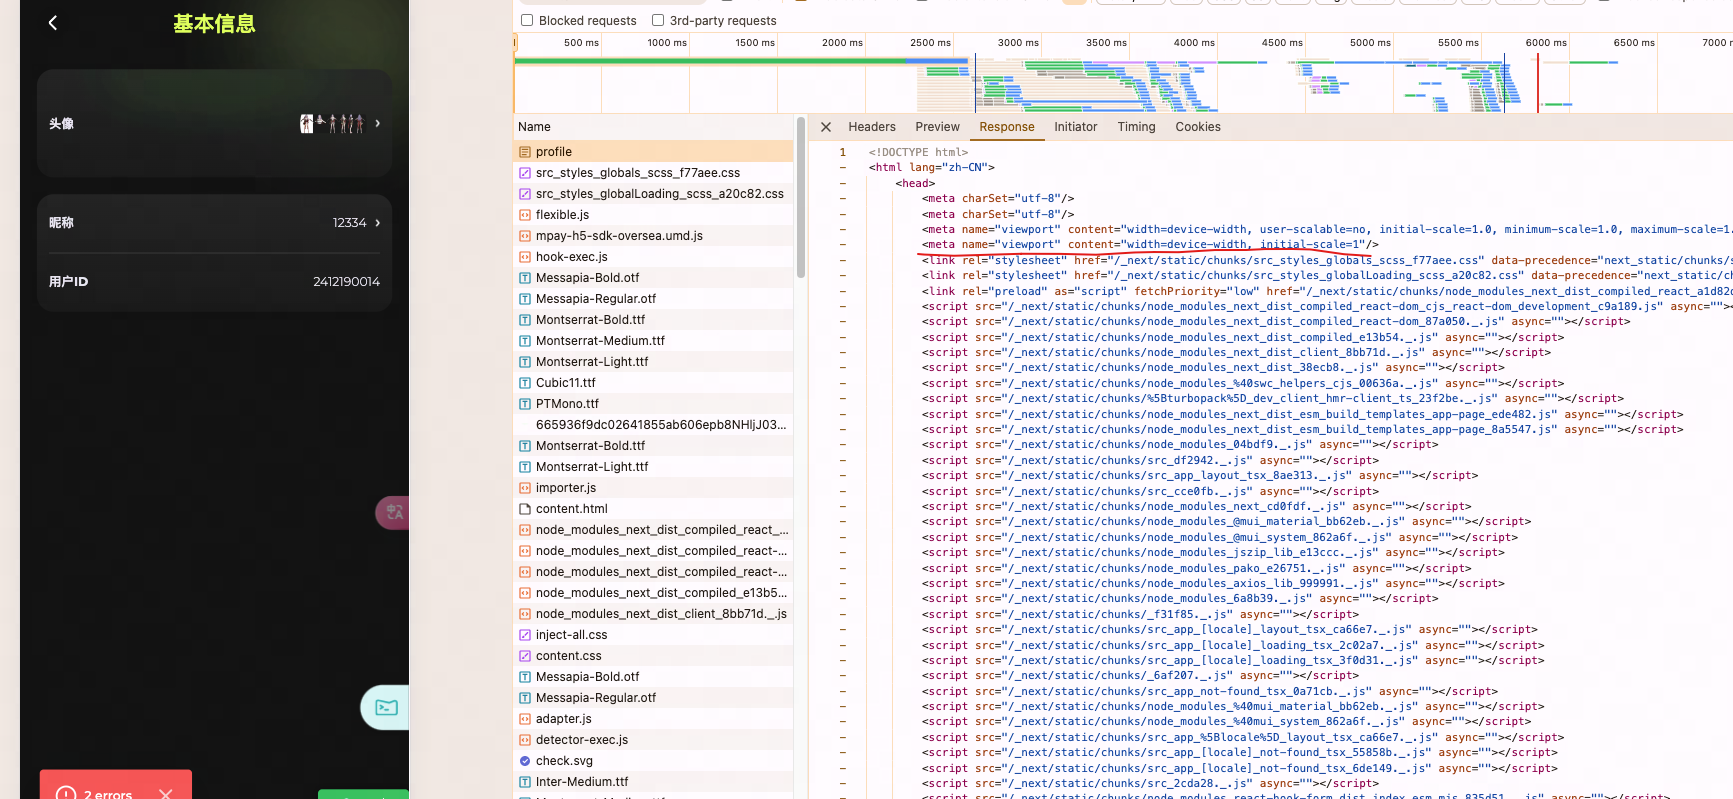 基本信息
头像
昵称
12334
用户ID
2412190014
2 errors
Blocked requests
3rd-party requests
500 ms
1000 ms
1500 ms
2000 ms
2500 ms
3000 ms
3500 ms
4000 ms
4500 ms
5000 ms
5500 ms
6000 ms
6500 ms
7000 r
Name
profile
src_styles_globals_scss_f77aee.css
src_styles_globalLoading_scss_a20c82.css
flexible.js
mpay-h5-sdk-oversea.umd.js
hook-exec.js
Messapia-Bold.otf
Messapia-Regular.otf
Montserrat-Bold.ttf
Montserrat-Medium.ttf
Montserrat-Light.ttf
Cubic11.ttf
PTMono.ttf
665936f9dc02641855ab606epb8NHljJ03...
Montserrat-Bold.ttf
Montserrat-Light.ttf
importer.js
content.html
node_modules_next_dist_compiled_react_...
node_modules_next_dist_compiled_react-...
node_modules_next_dist_compiled_react-...
node_modules_next_dist_compiled_e13b5...
node_modules_next_dist_client_8bb71d._.js
inject-all.css
content.css
Messapia-Bold.otf
Messapia-Regular.otf
adapter.js
detector-exec.js
check.svg
Inter-Medium.ttf
Headers
Preview
Response
Initiator
Timing
Cookies
1 <!DOCTYPE html>
<html lang="zh-CN">
<head>
<meta charSet="utf-8"/>
<meta charSet="utf-8"/>
<meta name="viewport" content="width=device-width, user-scalable=no, initial-scale=1.0, minimum-scale=1.0, maximum-scale=1.
<meta name="viewport" content="width=device-width, initial-scale=1"/>
<link rel="stylesheet" href="/_next/static/chunks/src_styles_globals_scss_f77aee.css" data-precedence="next_static/chunks/s
<link rel="stylesheet" href="/_next/static/chunks/src_styles_globalLoading_scss_a20c82.css" data-precedence="next_static/ch
<link rel="preload" as="script" fetchPriority="low" href="/_next/static/chunks/node_modules_next_dist_compiled_react_a1d82d
<script src="/_next/static/chunks/node_modules_next_dist_compiled_react-dom_cjs_react-dom_development_c9a189.js" async=""><
<script src="/_next/static/chunks/node_modules_next_dist_compiled_react-dom_87a050._.js" async=""></script>
<script src="/_next/static/chunks/node_modules_next_dist_compiled_e13b54._.js" async=""></script>
<script src="/_next/static/chunks/node_modules_next_dist_client_8bb71d._.js" async=""></script>
<script src="/_next/static/chunks/node_modules_next_dist_38ecb8._.js" async=""></script>
<script src="/_next/static/chunks/node_modules_%40swc_helpers_cjs_00636a._.js" async=""></script>
<script src="/_next/static/chunks/%5Bturbopack%5D_dev_client_hmr-client_ts_23f2be._.js" async=""></script>
<script src="/_next/static/chunks/node_modules_next_dist_esm_build_templates_app-page_ede482.js" async=""></script>
<script src="/_next/static/chunks/node_modules_next_dist_esm_build_templates_app-page_8a5547.js" async=""></script>
<script src="/_next/static/chunks/node_modules_04bdf9._.js" async=""></script>
<script src="/_next/static/chunks/src_df2942._.js" async=""></script>
<script src="/_next/static/chunks/src_app_layout_tsx_8ae313._.js" async=""></script>
<script src="/_next/static/chunks/src_cce0fb._.js" async=""></script>
<script src="/_next/static/chunks/node_modules_next_cd0fdf._.js" async=""></script>
<script src="/_next/static/chunks/node_modules_@mui_material_bb62eb._.js" async=""></script>
<script src="/_next/static/chunks/node_modules_@mui_system_862a6f._.js" async=""></script>
<script src="/_next/static/chunks/node_modules_jszip_lib_e13ccc._.js" async=""></script>
<script src="/_next/static/chunks/node_modules_pako_e26751._.js" async=""></script>
<script src="/_next/static/chunks/node_modules_axios_lib_999991._.js" async=""></script>
<script src="/_next/static/chunks/node_modules_6a8b39._.js" async=""></script>
<script src="/_next/static/chunks/_f31f85._.js" async=""></script>
<script src="/_next/static/chunks/src_app_[locale]_layout_tsx_ca66e7._.js" async=""></script>
<script src="/_next/static/chunks/src_app_[locale]_loading_tsx_2c02a7._.js" async=""></script>
<script src="/_next/static/chunks/src_app_[locale]_loading_tsx_3f0d31._.js" async=""></script>
<script src="/_next/static/chunks/_6af207._.js" async=""></script>
<script src="/_next/static/chunks/src_app_not-found_tsx_0a71cb._.js" async=""></script>
<script src="/_next/static/chunks/node_modules_%40mui_material_bb62eb._.js" async=""></script>
<script src="/_next/static/chunks/node_modules_%40mui_system_862a6f._.js" async=""></script>
<script src="/_next/static/chunks/src_app_%5Blocale%5D_layout_tsx_ca66e7._.js" async=""></script>
<script src="/_next/static/chunks/src_app_[locale]_not-found_tsx_55858b._.js" async=""></script>
<script src="/_next/static/chunks/src_app_[locale]_not-found_tsx_6de149._.js" async=""></script>
<script src="/_next/static/chunks/src_2cda28._.js" async=""></script>